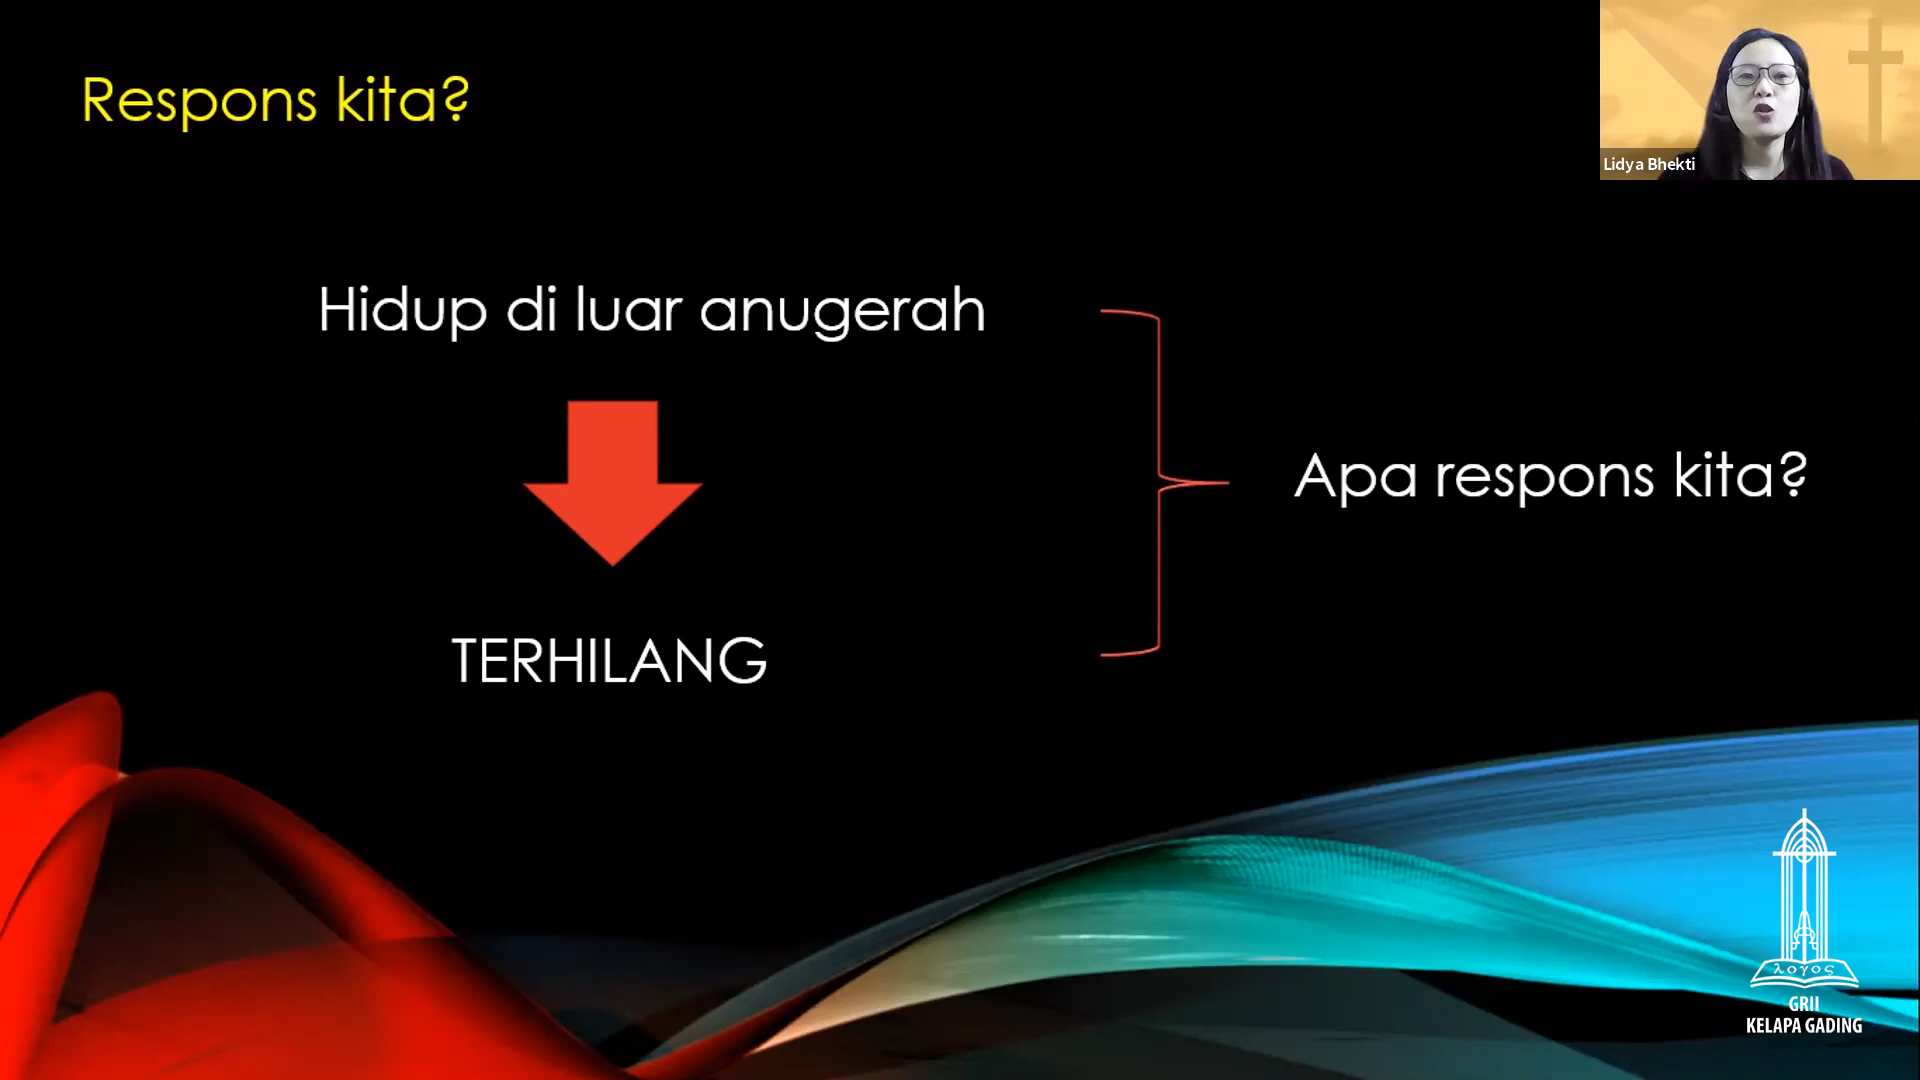 Respons kita?
Lidya Bhekti
Hidup di luar anugerah
Apa respons kita?
TERHILANG
λογος
GRII
KELAPA GADING